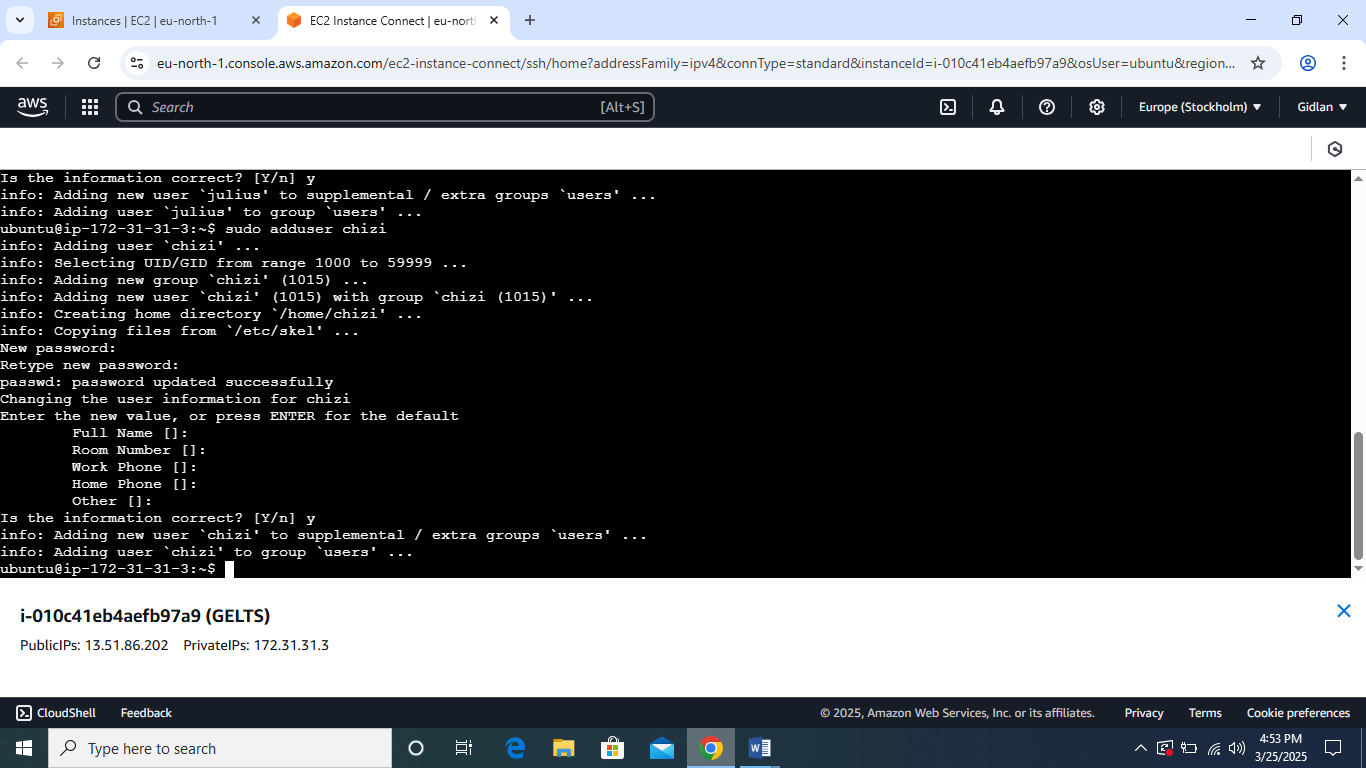 Instances | EC2 | eu-north-1
EC2 Instance Connect | eu-nort
eu-north-1.console.aws.amazon.com/ec2-instance-connect/ssh/home?addressFamily=ipv4&connType=standard&instanceId=i-010c41eb4aefb97a9&osUser=ubuntu&region...
aws
Search [Alt+S]
Europe (Stockholm)
Gidlan
Is the information correct? [Y/n] y
info: Adding new user `julius' to supplemental / extra groups `users' ...
info: Adding user `julius' to group `users' ...
ubuntu@ip-172-31-31-3:~$ sudo adduser chizi
info: Adding user `chizi' ...
info: Selecting UID/GID from range 1000 to 59999 ...
info: Adding new group `chizi' (1015) ...
info: Adding new user `chizi' (1015) with group `chizi (1015)' ...
info: Creating home directory `/home/chizi' ...
info: Copying files from `/etc/skel' ...
New password:
Retype new password:
passwd: password updated successfully
Changing the user information for chizi
Enter the new value, or press ENTER for the default
Full Name []:
Room Number []:
Work Phone []:
Home Phone []:
Other []:
Is the information correct? [Y/n] y
info: Adding new user `chizi' to supplemental / extra groups `users' ...
info: Adding user `chizi' to group `users' ...
ubuntu@ip-172-31-31-3:~$
i-010c41eb4aefb97a9 (GELTS)
PublicIPs: 13.51.86.202 PrivateIPs: 172.31.31.3
CloudShell Feedback © 2025, Amazon Web Services, Inc. or its affiliates. Privacy Terms Cookie preferences
Type here to search
4:53 PM
3/25/2025